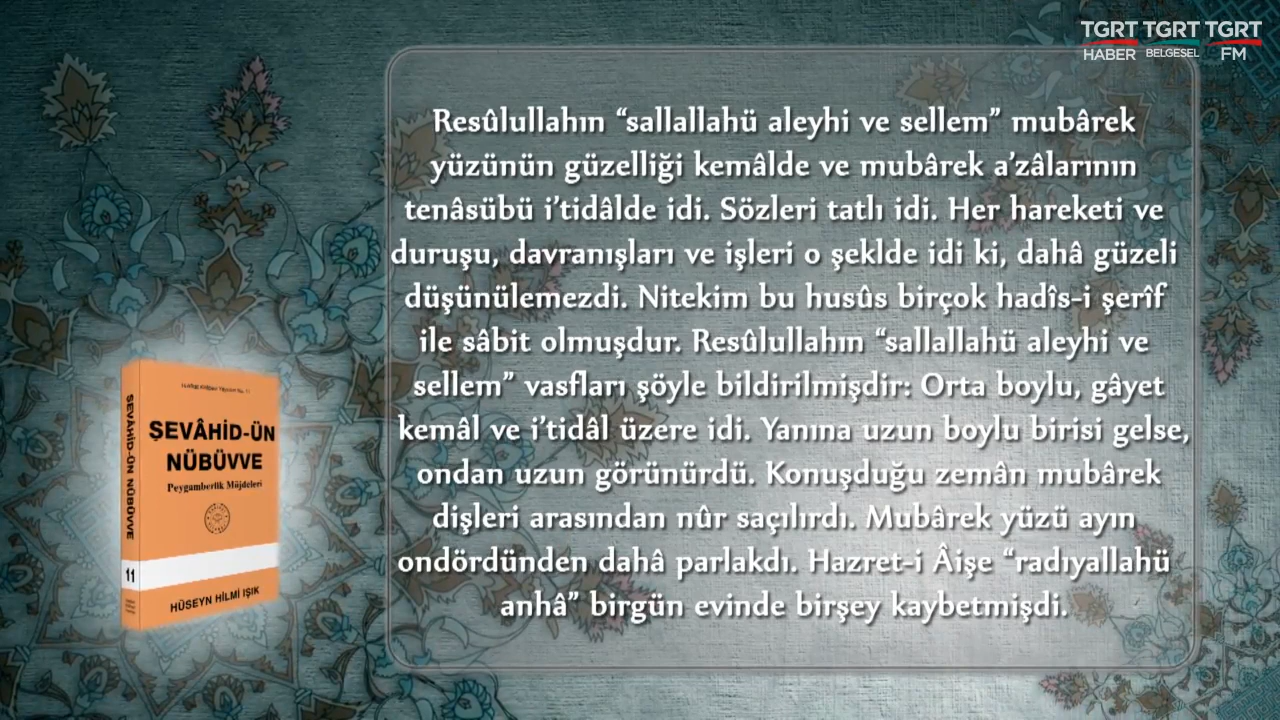 TGRT TGRT TGRT
HABER BELGESEL FM
Resûlullahın “sallallahü aleyhi ve sellem” mubârek
yüzünün güzelliği kemâlde ve mubârek a’zâlarının
tenâsübü i’tidâlde idi. Sözleri tatlı idi. Her hareketi ve
duruşu, davranışları ve işleri o şeklde idi ki, dahâ güzeli
düşünülemezdi. Nitekim bu husûs birçok hadîs-i şerîf
ile sâbit olmuşdur. Resûlullahın “sallallahü aleyhi ve
sellem” vasfları şöyle bildirilmişdir: Orta boylu, gâyet
kemâl ve i’tidâl üzere idi. Yanına uzun boylu birisi gelse,
ondan uzun görünürdü. Konuşduğu zemân mubârek
dişleri arasından nûr saçılırdı. Mubârek yüzü ayın
ondördünden dahâ parlakdı. Hazret-i Âişe “radıyallahü
anhâ” birgün evinde birşey kaybetmişdi.
ŞEVÂHİD-ÜN
NÜBÜVVE
Peygamberlik Müjdeleri
HÜSEYN HİLMİ IŞIK
ŞEVÂHİD-ÜN NÜBÜVVE
11